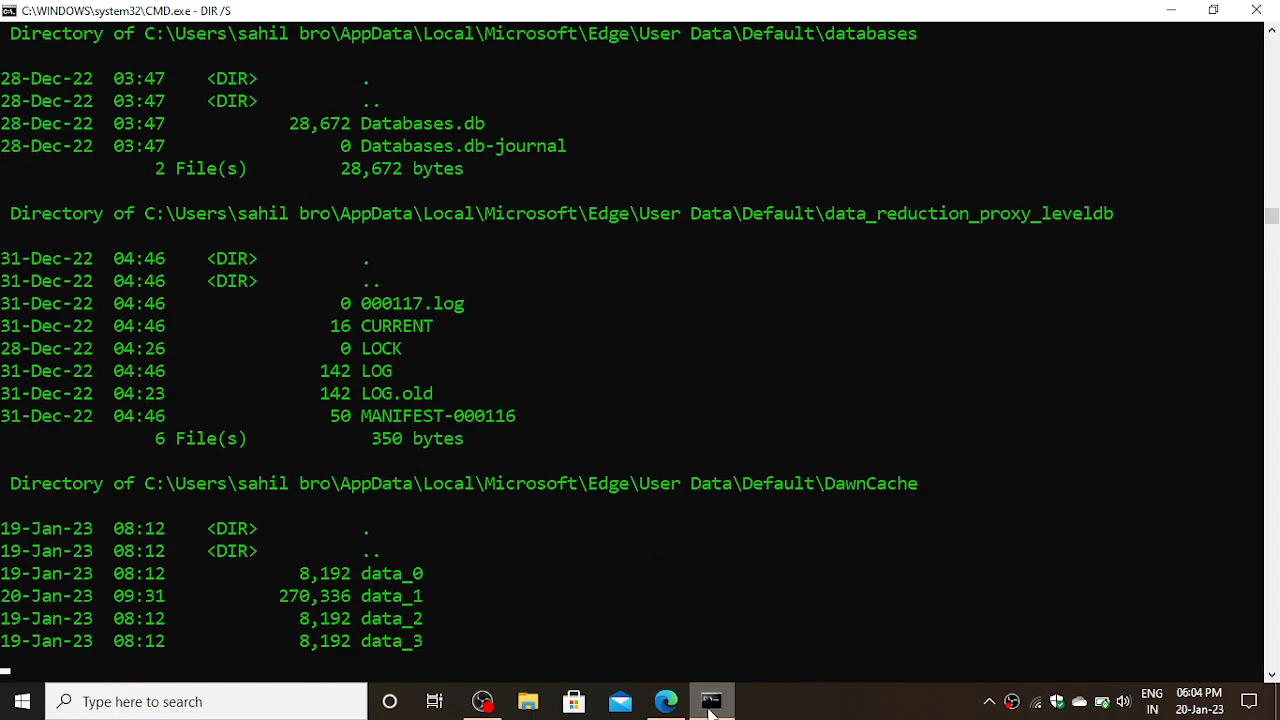 C:\WINDOWS\system32\CMD.exe - DIR /S
Directory of C:\Users\sahil bro\AppData\Local\Microsoft\Edge\User Data\Default\databases
28-Dec-22  03:47    <DIR>          .
28-Dec-22  03:47    <DIR>          ..
28-Dec-22  03:47            28,672 Databases.db
28-Dec-22  03:47                 0 Databases.db-journal
2 File(s)         28,672 bytes
Directory of C:\Users\sahil bro\AppData\Local\Microsoft\Edge\User Data\Default\data_reduction_proxy_leveldb
31-Dec-22  04:46    <DIR>          .
31-Dec-22  04:46    <DIR>          ..
31-Dec-22  04:46                 0 000117.log
31-Dec-22  04:46                16 CURRENT
28-Dec-22  04:26                 0 LOCK
31-Dec-22  04:46               142 LOG
31-Dec-22  04:23               142 LOG.old
31-Dec-22  04:46                50 MANIFEST-000116
6 File(s)            350 bytes
Directory of C:\Users\sahil bro\AppData\Local\Microsoft\Edge\User Data\Default\DawnCache
19-Jan-23  08:12    <DIR>          .
19-Jan-23  08:12    <DIR>          ..
19-Jan-23  08:12             8,192 data_0
20-Jan-23  09:31           270,336 data_1
19-Jan-23  08:12             8,192 data_2
19-Jan-23  08:12             8,192 data_3
Type here to search
ENG
IN
06:04 PM
20-Jan-23